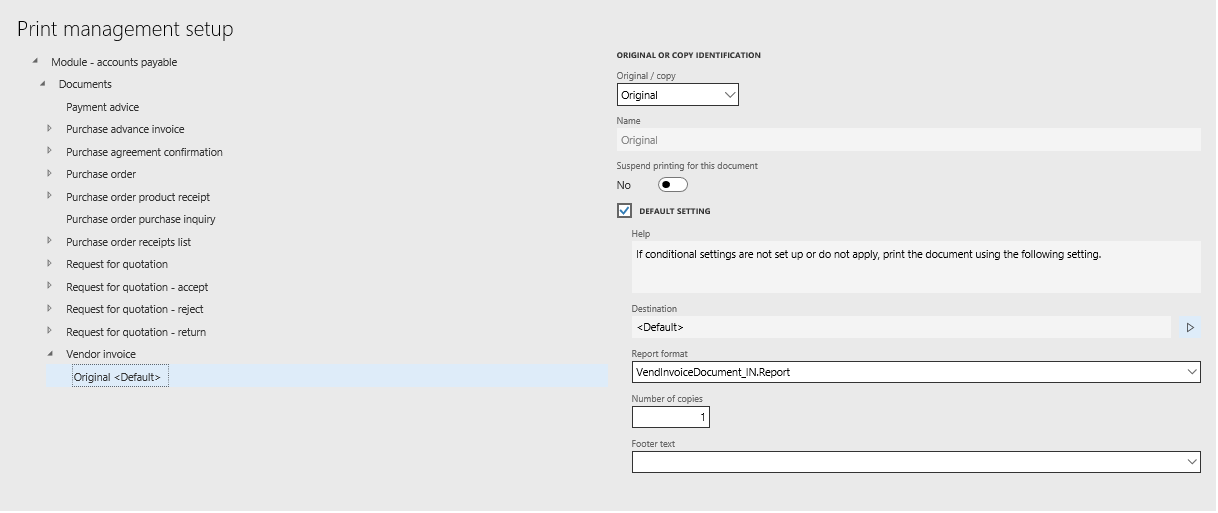 Print management setup
Module - accounts payable
Documents
Payment advice
Purchase advance invoice
Purchase agreement confirmation
Purchase order
Purchase order product receipt
Purchase order purchase inquiry
Purchase order receipts list
Request for quotation
Request for quotation - accept
Request for quotation - reject
Request for quotation - return
Vendor invoice
Original <Default>
ORIGINAL OR COPY IDENTIFICATION
Original / copy
Original
Name
Original
Suspend printing for this document
No
DEFAULT SETTING
Help
If conditional settings are not set up or do not apply, print the document using the following setting.
Destination
<Default>
Report format
VendInvoiceDocument_IN.Report
Number of copies
1
Footer text